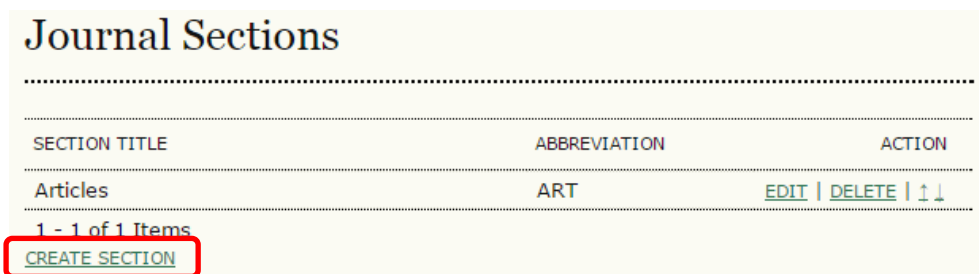 Journal Sections
SECTION TITLE ABBREVIATION ACTION
Articles ART EDIT | DELETE | ↑ ↓
1 - 1 of 1 Items
CREATE SECTION